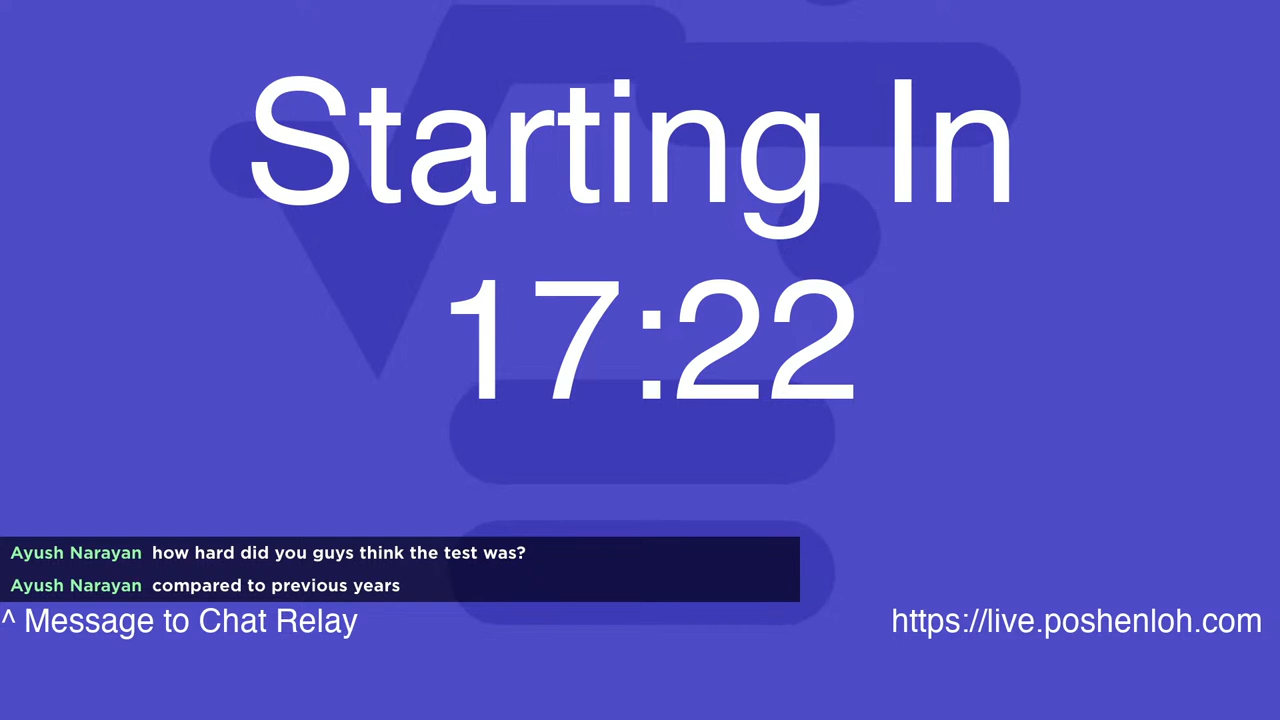 Starting In
17:22
Ayush Narayan how hard did you guys think the test was?
Ayush Narayan compared to previous years
^ Message to Chat Relay
https://live.poshenloh.com